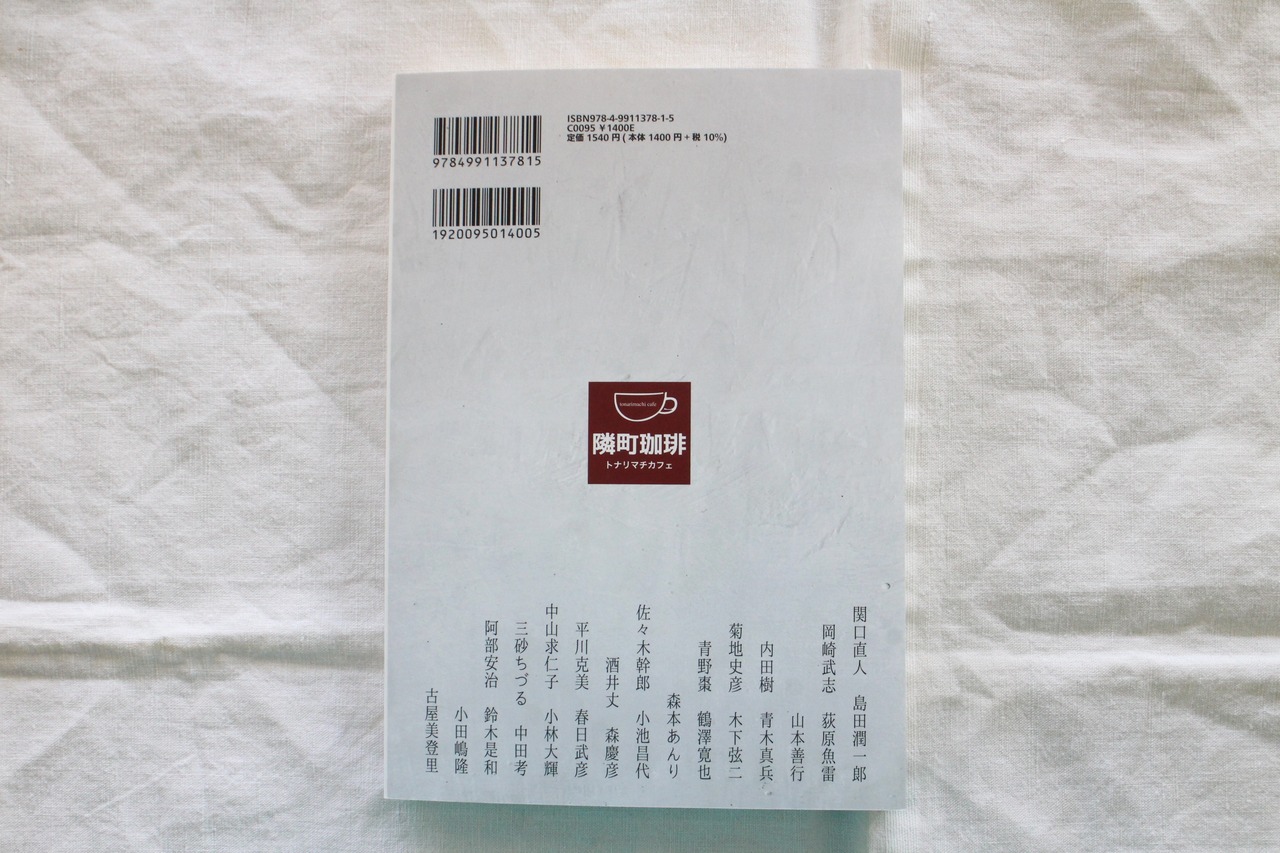 9784991137815
ISBN978-4-9911378-1-5
C0095 ¥1400E
定価 1540 円 ( 本体 1400 円 + 税 10%)
1920095014005
tonarimachi cafe
隣町珈琲
トナリマチカフェ
関口直人 島田潤一郎
岡崎武志 荻原魚雷
山本善行
内田樹 青木真兵
菊地史彦 木下弦二
青野棗 鶴澤寛也
森本あんり
佐々木幹郎 小池昌代
酒井丈 森慶彦
平川克美 春日武彦
中山求仁子 小林大輝
三砂ちづる 中田考
阿部安治 鈴木是和
小田嶋隆
古屋美登里